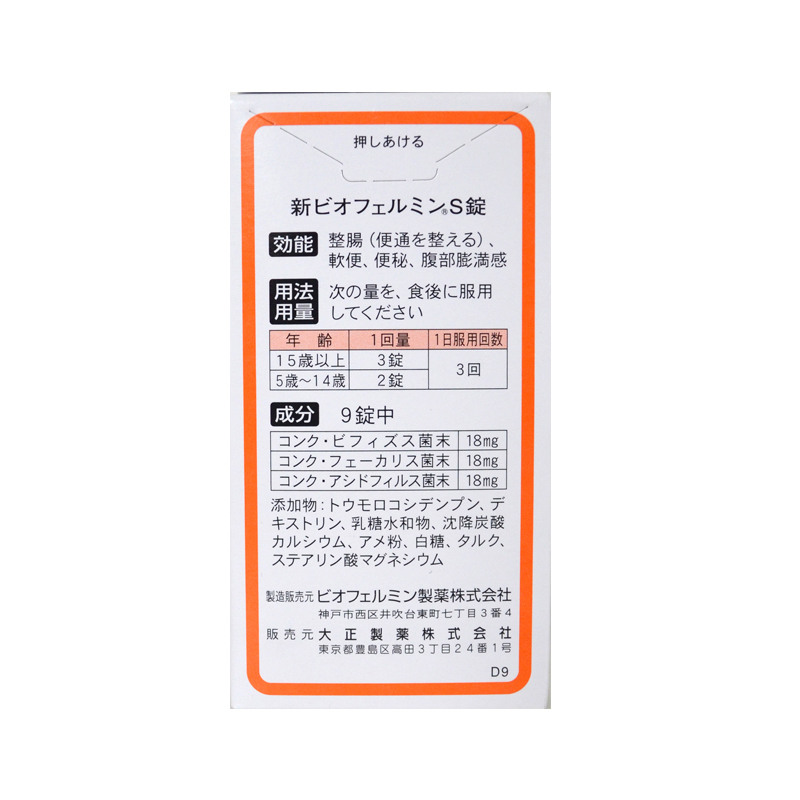 押しあける
新ビオフェルミン®S錠
効能 整腸(便通を整える)、
軟便、便秘、腹部膨満感
用法 次の量を、食後に服用
用量 してください
年齢 1回量 1日服用回数
15歳以上 3錠
3回
5歳〜14歳 2錠
成分 9錠中
コンク・ビフィズス菌末 18mg
コンク・フェーカリス菌末 18mg
コンク・アシドフィルス菌末 18mg
添加物:トウモロコシデンプン、デ
キストリン、乳糖水和物、沈降炭酸
カルシウム、アメ粉、白糖、タルク、
ステアリン酸マグネシウム
製造販売元 ビオフェルミン製薬株式会社
神戸市西区井吹台東町七丁目3番4
販売元 大正製薬株式会社
東京都豊島区高田3丁目24番1号
D9